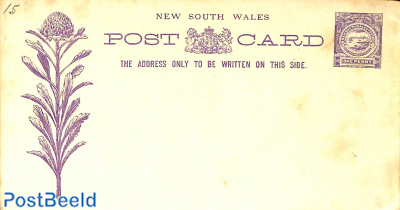 15
NEW SOUTH WALES
POST CARD
ONE PENNY
THE ADDRESS ONLY TO BE WRITTEN ON THIS SIDE.
PostBeeld